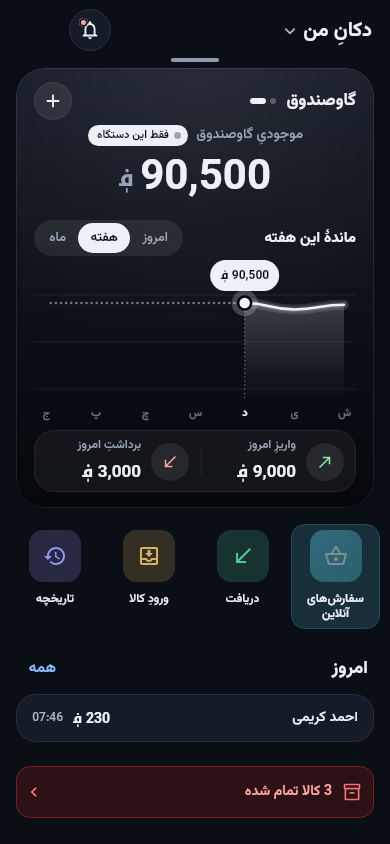 دکانِ من
گاوصندوق
موجودیِ گاوصندوق فقط این دستگاه
90,500 ؋
ماندهٔ این هفته
امروز هفته ماه
90,500 ؋
ش ی د س چ پ ج
واریزِ امروز
9,000 ؋
برداشتِ امروز
3,000 ؋
سفارش‌های
آنلاین
دریافت
ورودِ کالا
تاریخچه
امروز همه
احمد کریمی 230 ؋ 07:46
3 کالا تمام شده